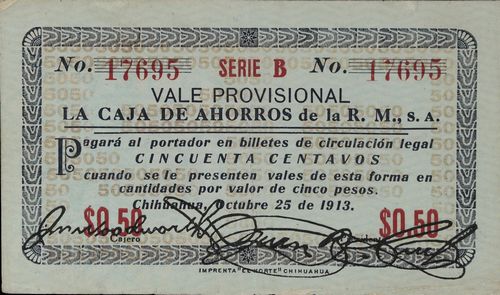 No. 17695 SERIE B No. 17695
VALE PROVISIONAL
LA CAJA DE AHORROS de la R. M., S. A.
Pagará al portador en billetes de circulación legal
CINCUENTA CENTAVOS
cuando se le presenten vales de esta forma en
cantidades por valor de cinco pesos.
Chihuahua, Octubre 25 de 1913.
$0.50 $0.50
Cajero
IMPRENTA "EL NORTE" CHIHUAHUA